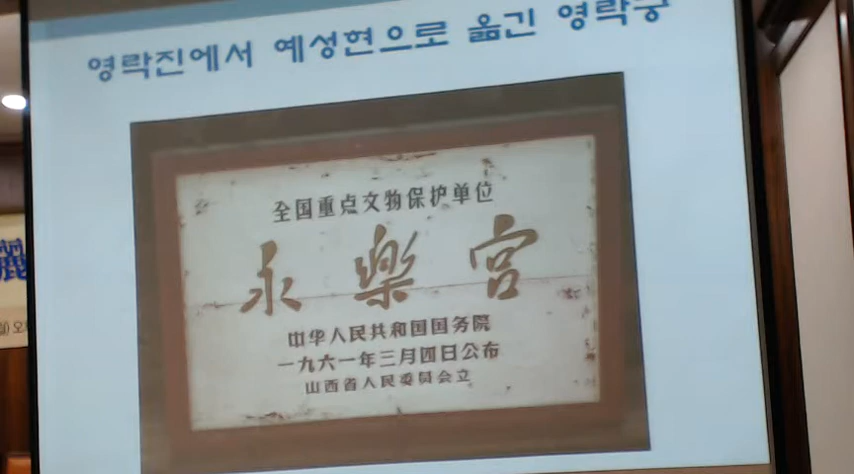 영락진에서 예성현으로 옮긴 영락궁
全国重点文物保护单位
永樂宫
中华人民共和国国务院
一九六一年三月四日公布
山西省人民委员会立